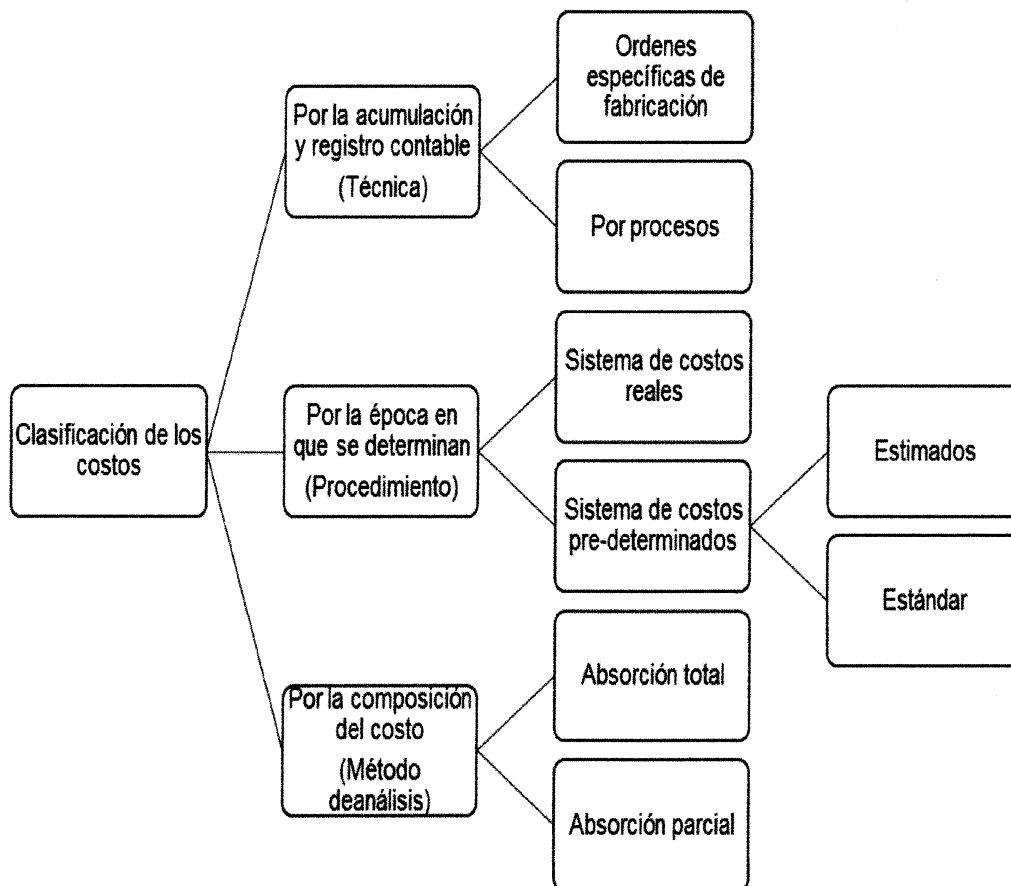 Clasificación de los
costos
Por la acumulación
y registro contable
(Técnica)
Ordenes
específicas de
fabricación
Por procesos
Por la época en
que se determinan
(Procedimiento)
Sistema de costos
reales
Sistema de costos
pre-determinados
Estimados
Estándar
Por la composición
del costo
(Método
deanálisis)
Absorción total
Absorción parcial